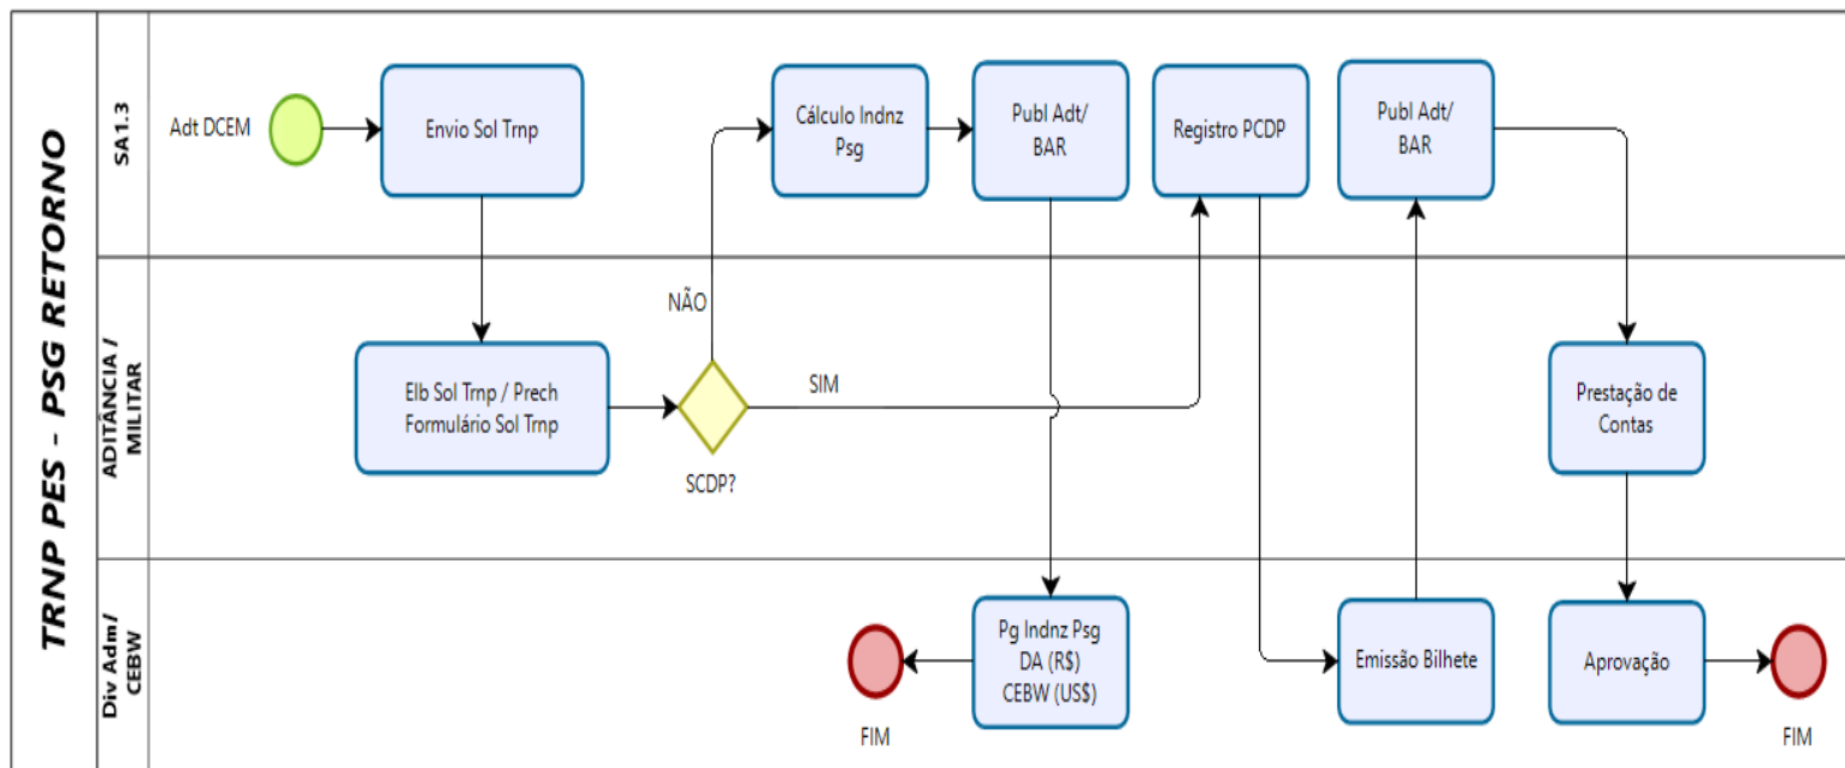 TRNP PES - PSG RETORNO
SA1.3
Adt DCEM
Envio Sol Trnp
Cálculo Indnz
Psg
Publ Adt/
BAR
Registro PCDP
Publ Adt/
BAR
ADITÂNCIA /
MILITAR
Elb Sol Trnp / Prech
Formulário Sol Trnp
NÃO
SIM
SCDP?
Prestação de
Contas
Div Adm/
CEBW
FIM
Pg Indnz Psg
DA (R$)
CEBW (US$)
Emissão Bilhete
Aprovação
FIM